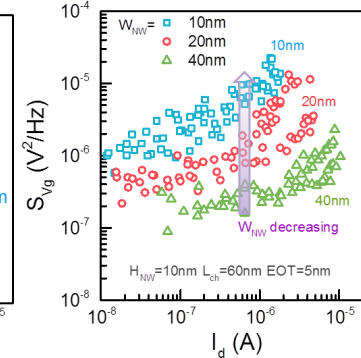 10⁻⁴
W_NW= 10nm
20nm
40nm
10nm
10⁻⁵
20nm
10⁻⁶
40nm
10⁻⁷
W_NW decreasing
H_NW=10nm L_ch=60nm EOT=5nm
10⁻⁸
10⁻⁸ 10⁻⁷ 10⁻⁶ 10⁻⁵
S_Vg (V²/Hz)
I_d (A)
m
5